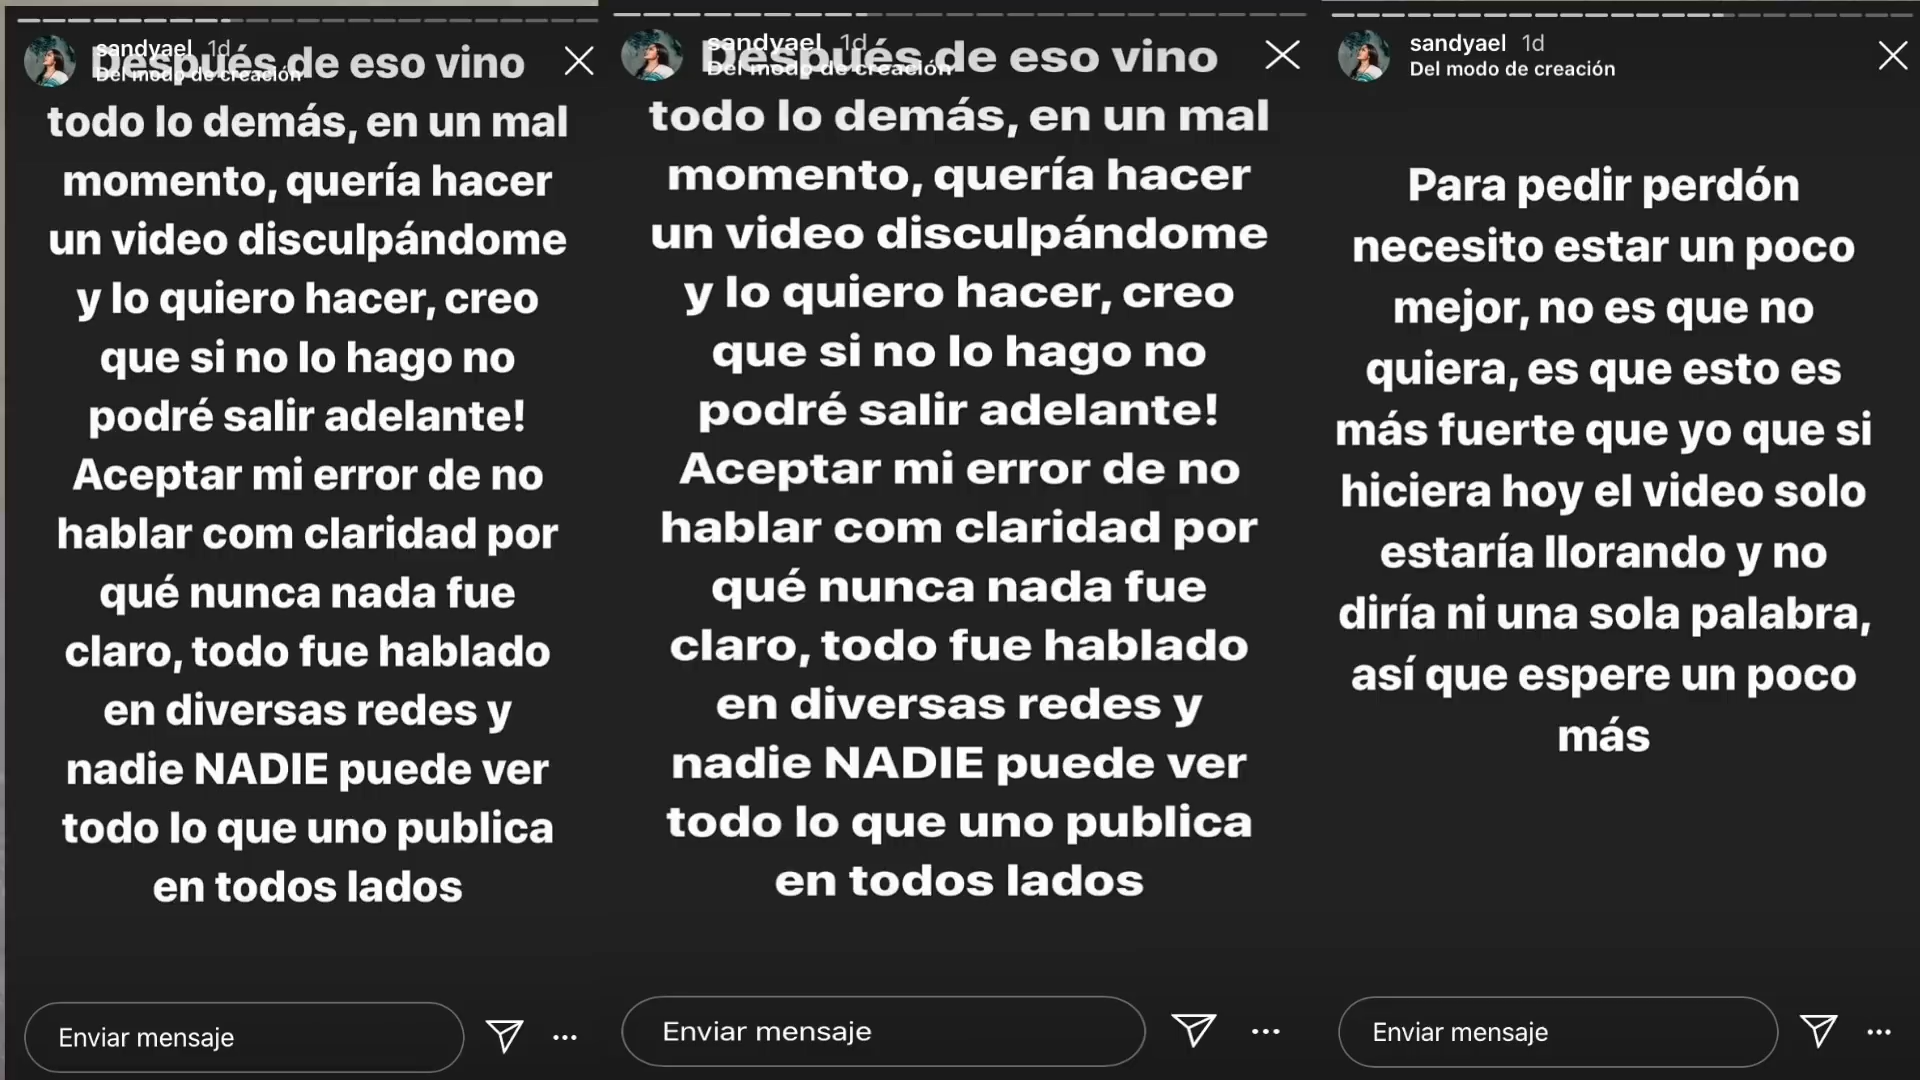 sandyael 1d
Del modo de creación
Después de eso vino
todo lo demás, en un mal
momento, quería hacer
un video disculpándome
y lo quiero hacer, creo
que si no lo hago no
podré salir adelante!
Aceptar mi error de no
hablar com claridad por
qué nunca nada fue
claro, todo fue hablado
en diversas redes y
nadie NADIE puede ver
todo lo que uno publica
en todos lados
Enviar mensaje
sandyael 1d
Del modo de creación
Después de eso vino
todo lo demás, en un mal
momento, quería hacer
un video disculpándome
y lo quiero hacer, creo
que si no lo hago no
podré salir adelante!
Aceptar mi error de no
hablar com claridad por
qué nunca nada fue
claro, todo fue hablado
en diversas redes y
nadie NADIE puede ver
todo lo que uno publica
en todos lados
Enviar mensaje
sandyael 1d
Del modo de creación
Para pedir perdón
necesito estar un poco
mejor, no es que no
quiera, es que esto es
más fuerte que yo que si
hiciera hoy el video solo
estaría llorando y no
diría ni una sola palabra,
así que espere un poco
más
Enviar mensaje